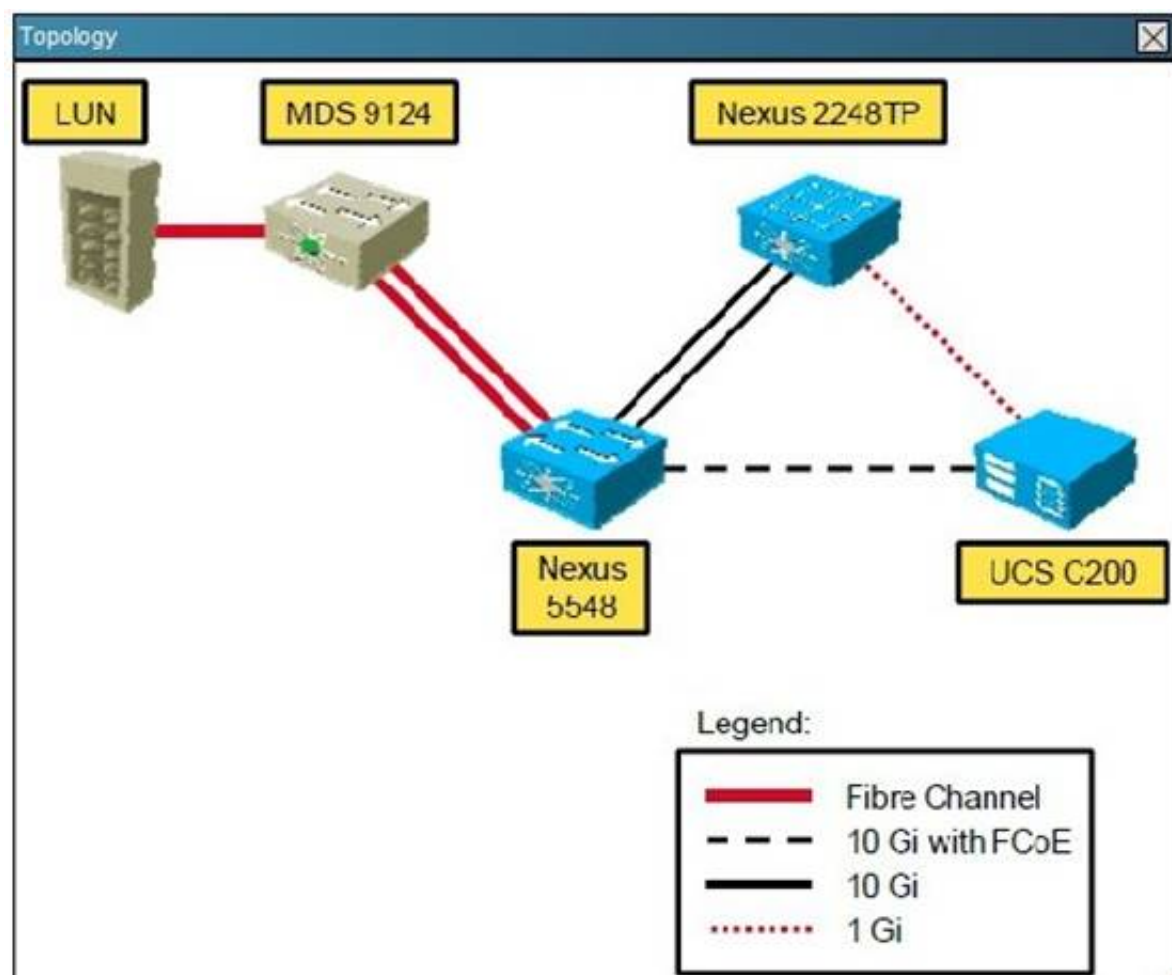 Topology
LUN
MDS 9124
Nexus 2248TP
Nexus
5548
UCS C200
Legend:
Fibre Channel
10 Gi with FCoE
10 Gi
1 Gi